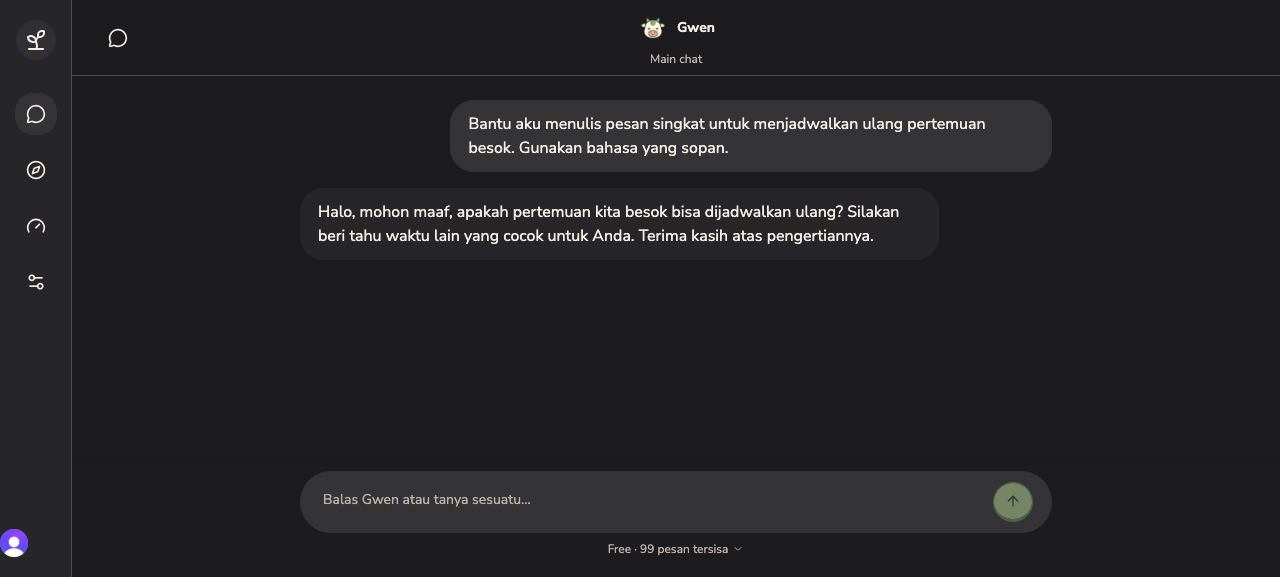 Gwen
Main chat
Bantu aku menulis pesan singkat untuk menjadwalkan ulang pertemuan
besok. Gunakan bahasa yang sopan.
Halo, mohon maaf, apakah pertemuan kita besok bisa dijadwalkan ulang? Silakan
beri tahu waktu lain yang cocok untuk Anda. Terima kasih atas pengertiannya.
Balas Gwen atau tanya sesuatu...
Free · 99 pesan tersisa